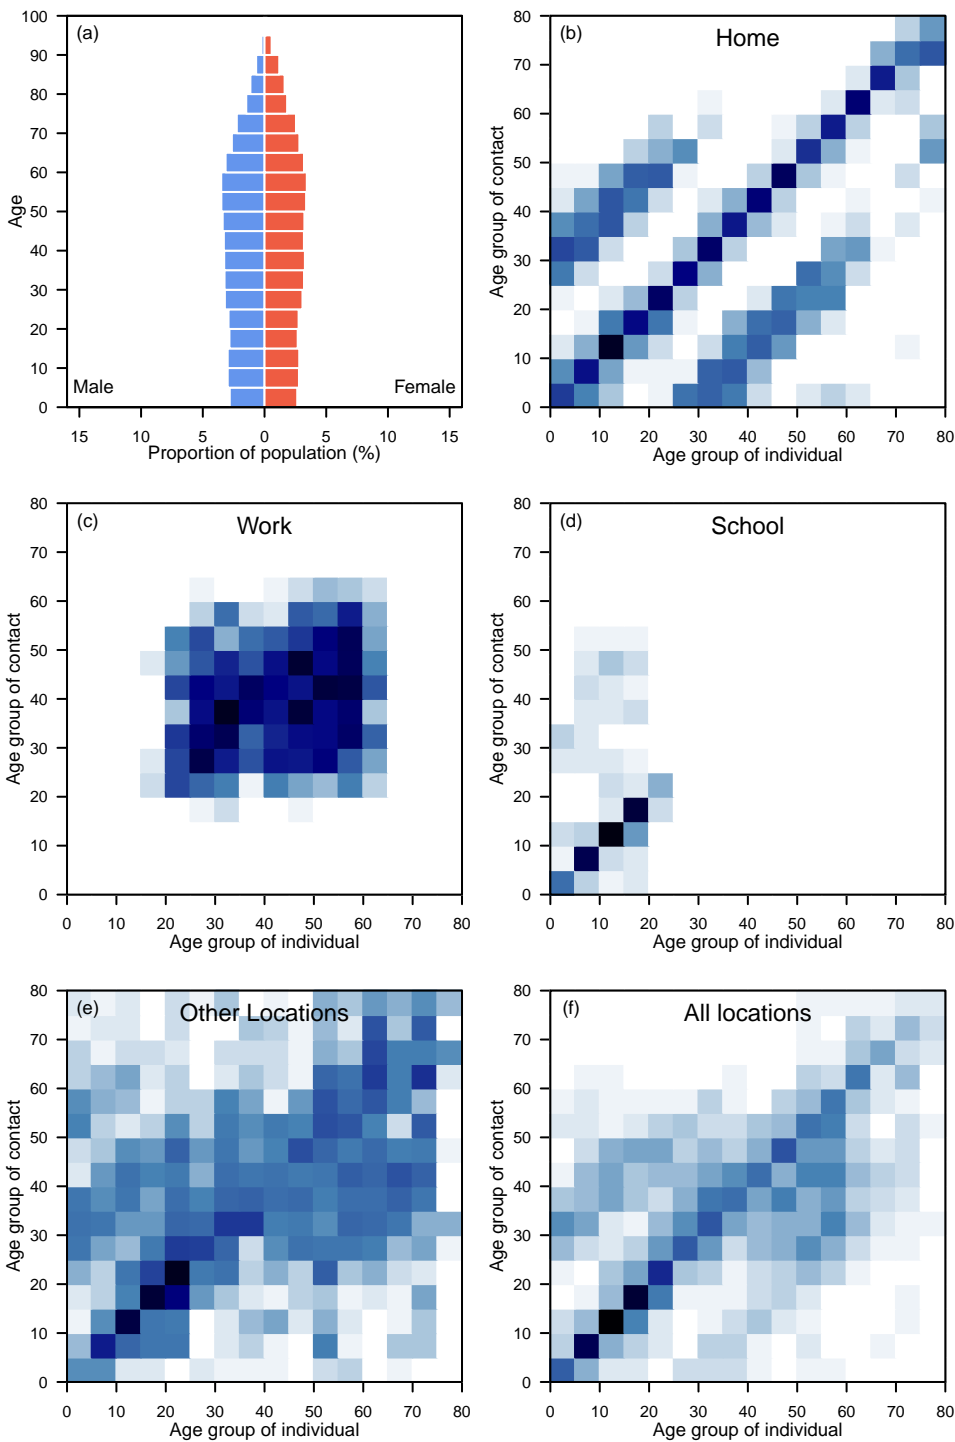 (a)
100
90
80
70
60
50
40
30
20
10
0
Age
Male
Female
15 10 5 0 5 10 15
Proportion of population (%)
(b)
Home
80
70
60
50
40
30
20
10
0
Age group of contact
0 10 20 30 40 50 60 70 80
Age group of individual
(c)
Work
80
70
60
50
40
30
20
10
0
Age group of contact
0 10 20 30 40 50 60 70 80
Age group of individual
(d)
School
80
70
60
50
40
30
20
10
0
Age group of contact
0 10 20 30 40 50 60 70 80
Age group of individual
(e)
Other Locations
80
70
60
50
40
30
20
10
0
Age group of contact
0 10 20 30 40 50 60 70 80
Age group of individual
(f)
All locations
80
70
60
50
40
30
20
10
0
Age group of contact
0 10 20 30 40 50 60 70 80
Age group of individual